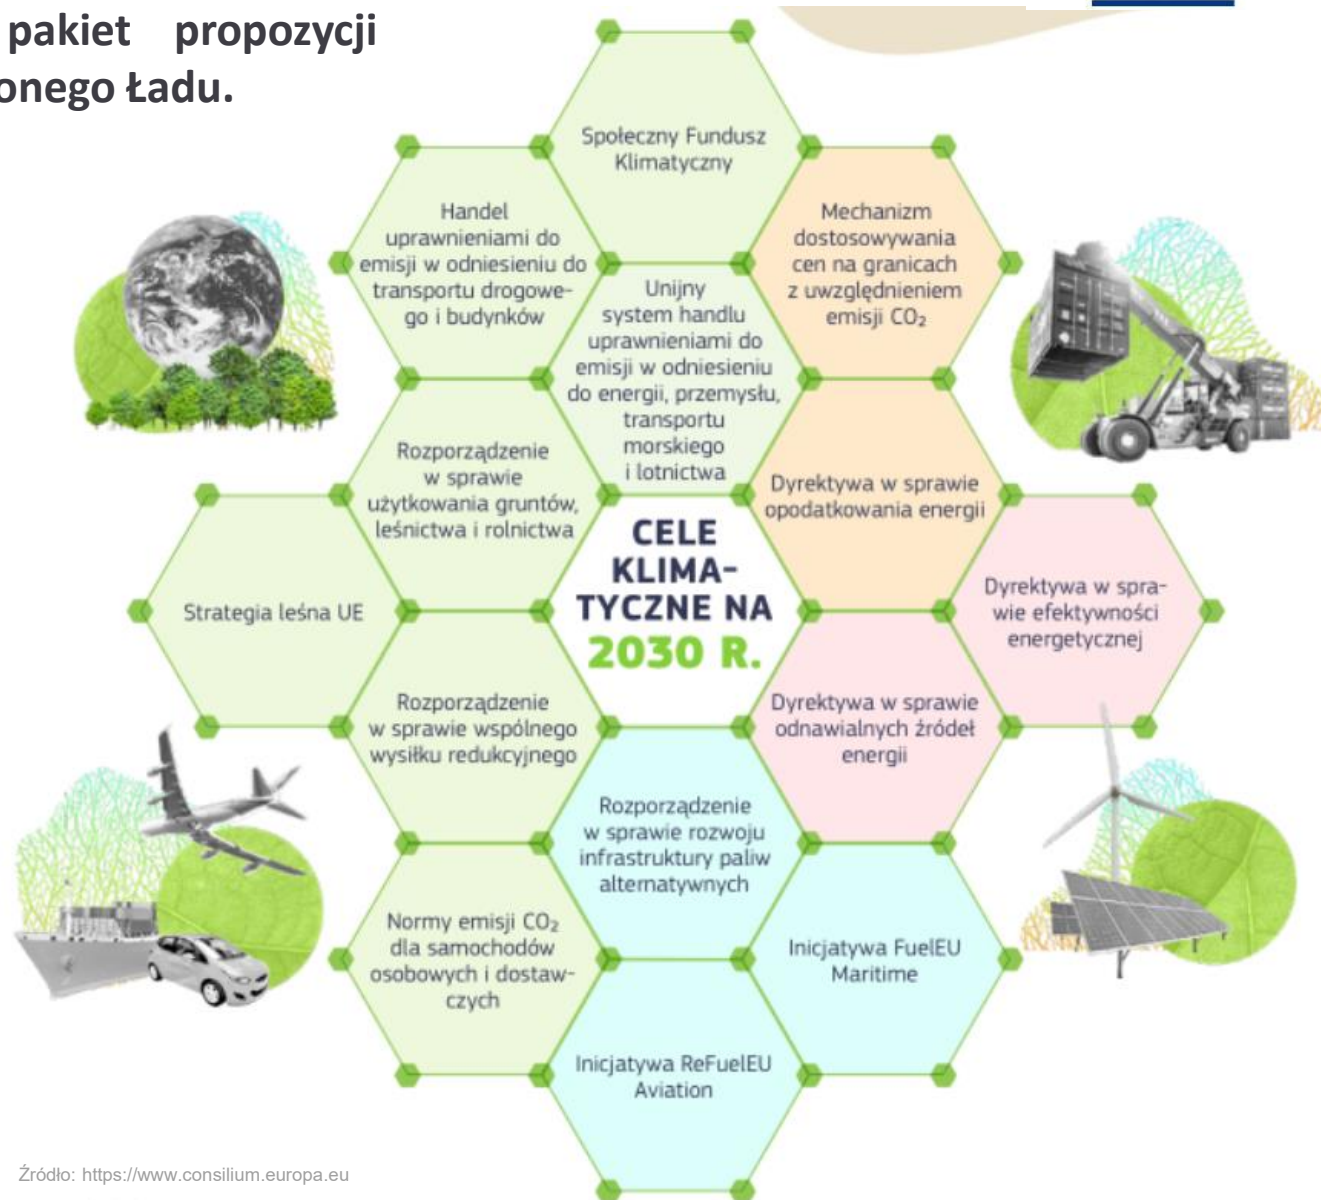 pakiet propozycji
onego Ładu.
Społeczny Fundusz
Klimatyczny
Handel
uprawnieniami do
emisji w odniesieniu do
transportu drogowe-
go i budynków
Mechanizm
dostosowywania
cen na granicach
z uwzględnieniem
emisji CO₂
Unijny
system handlu
uprawnieniami do
emisji w odniesieniu
do energii, przemysłu,
transportu
morskiego
i lotnictwa
Rozporządzenie
w sprawie
użytkowania gruntów,
leśnictwa i rolnictwa
Dyrektywa w sprawie
opodatkowania energii
CELE
KLIMA-
TYCZNE NA
2030 R.
Strategia leśna UE
Dyrektywa w spra-
wie efektywności
energetycznej
Rozporządzenie
w sprawie wspólnego
wysiłku redukcyjnego
Dyrektywa w sprawie
odnawialnych źródeł
energii
Rozporządzenie
w sprawie rozwoju
infrastruktury paliw
alternatywnych
Normy emisji CO₂
dla samochodów
osobowych i dostaw-
czych
Inicjatywa FuelEU
Maritime
Inicjatywa ReFuelEU
Aviation
Źródło: https://www.consilium.europa.eu